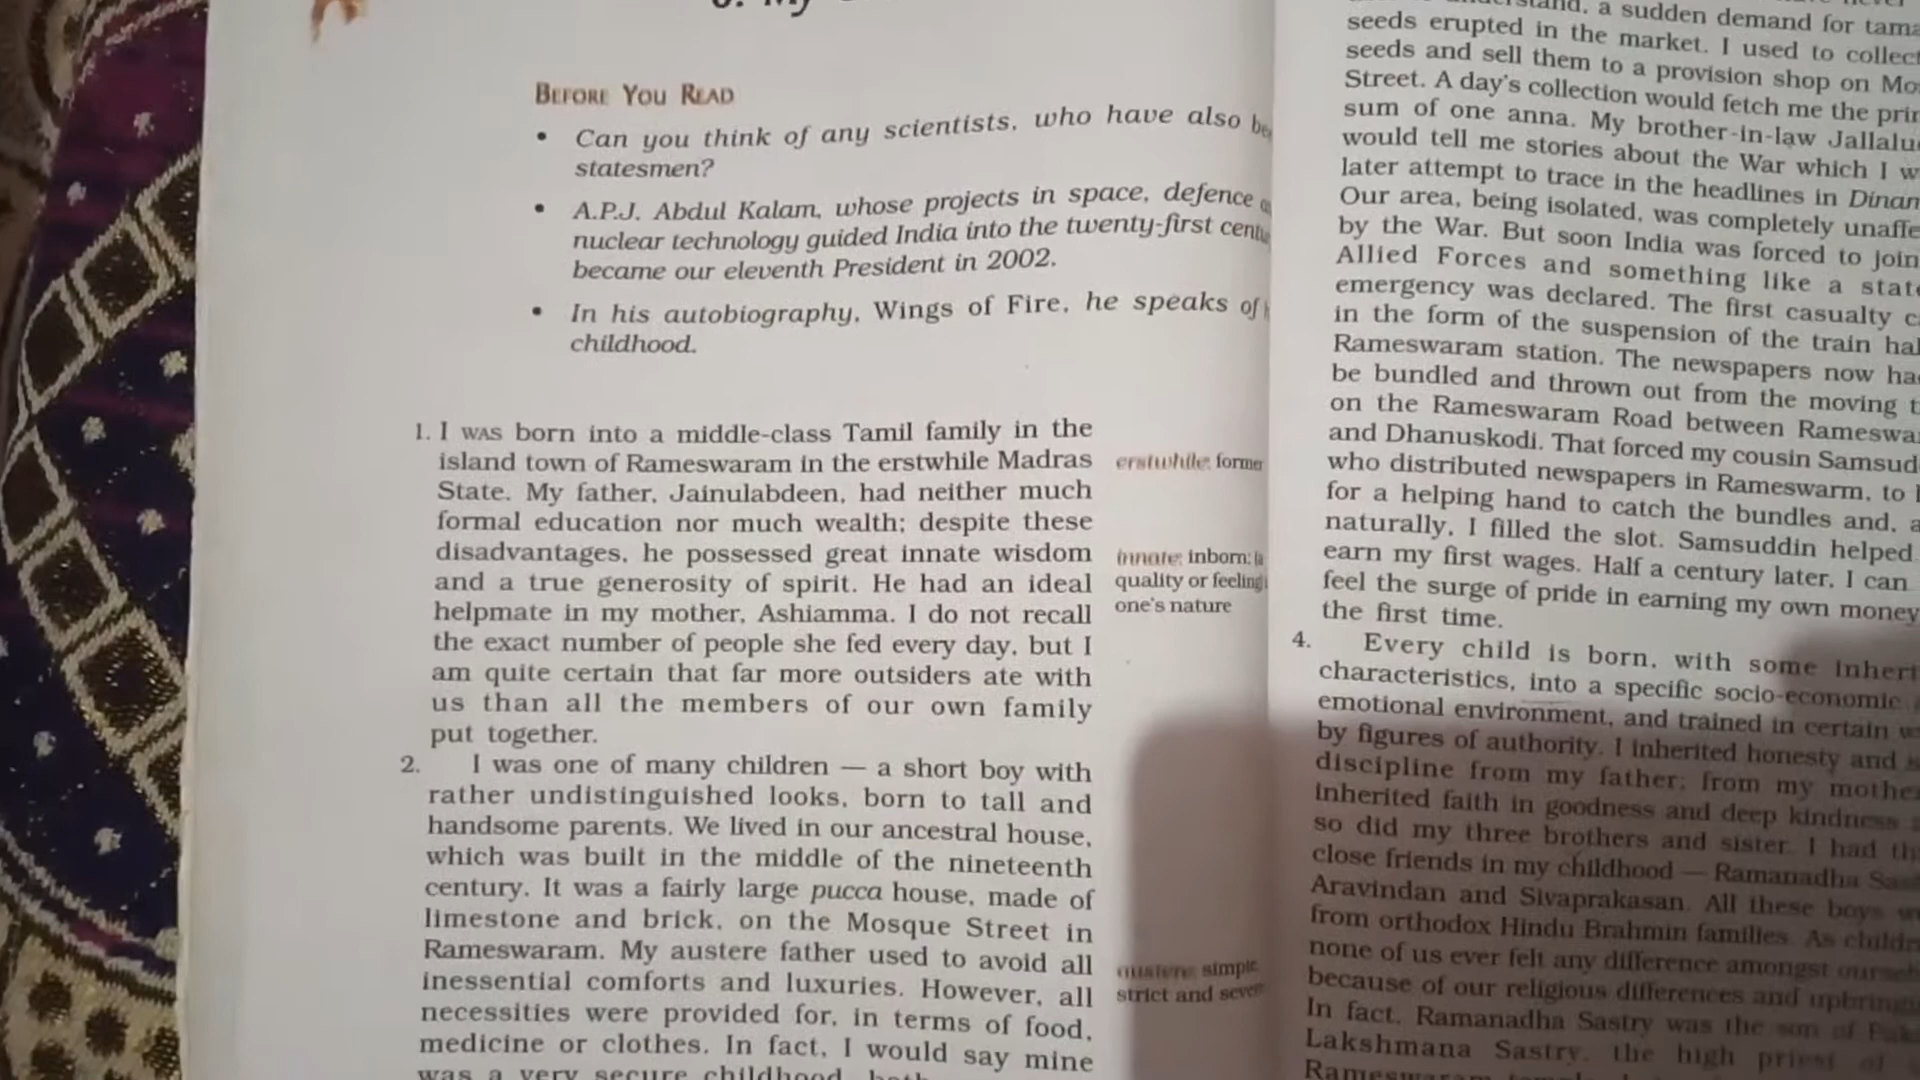 My
BEFORE YOU READ
• Can you think of any scientists, who have also
statesmen?
• A.P.J. Abdul Kalam, whose projects in space, defence
nuclear technology guided India into the twenty-first
became our eleventh President in 2002.
• In his autobiography, Wings of Fire, he speaks of
childhood.
1. I WAS born into a middle-class Tamil family in the
island town of Rameswaram in the erstwhile Madras
State. My father, Jainulabdeen, had neither much
formal education nor much wealth; despite these
disadvantages, he possessed great innate wisdom
and a true generosity of spirit. He had an ideal
helpmate in my mother, Ashiamma. I do not recall
the exact number of people she fed every day, but I
am quite certain that far more outsiders ate with
us than all the members of our own family
put together.
2. I was one of many children — a short boy with
rather undistinguished looks, born to tall and
handsome parents. We lived in our ancestral house,
which was built in the middle of the nineteenth
century. It was a fairly large pucca house, made of
limestone and brick, on the Mosque Street in
Rameswaram. My austere father used to avoid all
inessential comforts and luxuries. However, all
necessities were provided for, in terms of food,
medicine or clothes. In fact, I would say mine
was a very secure childhood,
erstwhile: former
innate: inborn;
quality or feeling
one's nature
austere: simple,
strict and
a sudden demand for
seeds erupted in the market. I used to collect
seeds and sell them to a provision shop on
Street. A day's collection would fetch me the
sum of one anna. My brother-in-law
would tell me stories about the War which I
later attempt to trace in the headlines in
Our area, being isolated, was completely
by the War. But soon India was forced to join
Allied Forces and something like a
emergency was declared. The first casualty
in the form of the suspension of the train
Rameswaram station. The newspapers now
be bundled and thrown out from the moving
on the Rameswaram Road between
and Dhanuskodi. That forced my cousin
who distributed newspapers in Rameswarm, to
for a helping hand to catch the bundles and,
naturally, I filled the slot. Samsuddin helped
earn my first wages. Half a century later, I can
feel the surge of pride in earning my own money
the first time.
4. Every child is born, with some
characteristics, into a specific socio-economic
emotional environment, and trained in certain
by figures of authority. I inherited honesty and
discipline from my father; from my
inherited faith in goodness and deep kindness
so did my three brothers and sister. I had
close friends in my childhood — Ramanadha
Aravindan and Sivaprakasan. All these boys
from orthodox Hindu Brahmin families. As
none of us ever felt any difference amongst
because of our religious differences and
In fact, Ramanadha Sastry was the son of
Lakshmana Sastry, the high priest of